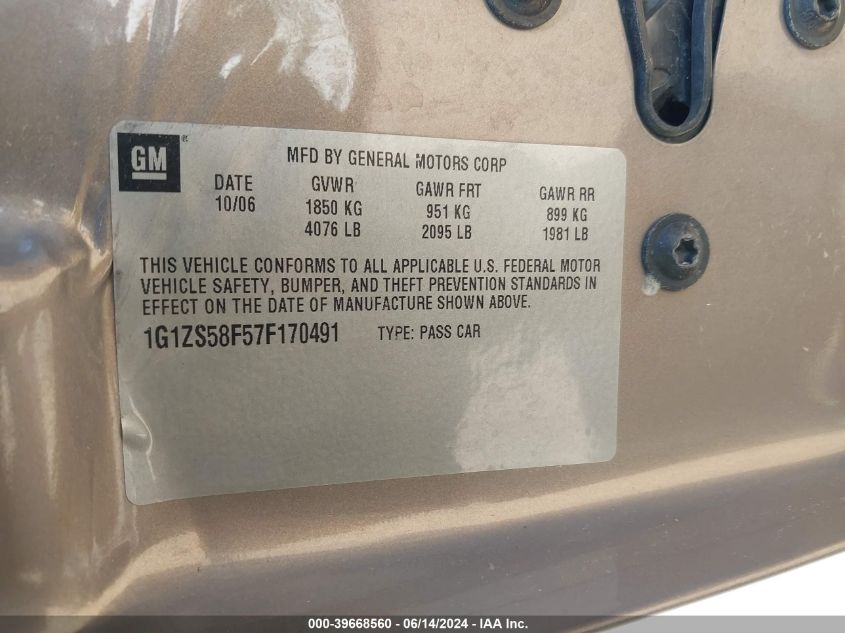 GM ®
MFD BY GENERAL MOTORS CORP
DATE GVWR GAWR FRT GAWR RR
10/06 1850 KG 951 KG 899 KG
4076 LB 2095 LB 1981 LB
THIS VEHICLE CONFORMS TO ALL APPLICABLE U.S. FEDERAL MOTOR
VEHICLE SAFETY, BUMPER, AND THEFT PREVENTION STANDARDS IN
EFFECT ON THE DATE OF MANUFACTURE SHOWN ABOVE.
1G1ZS58F57F170491 TYPE: PASS CAR
000-39668560 - 06/14/2024 - IAA Inc.